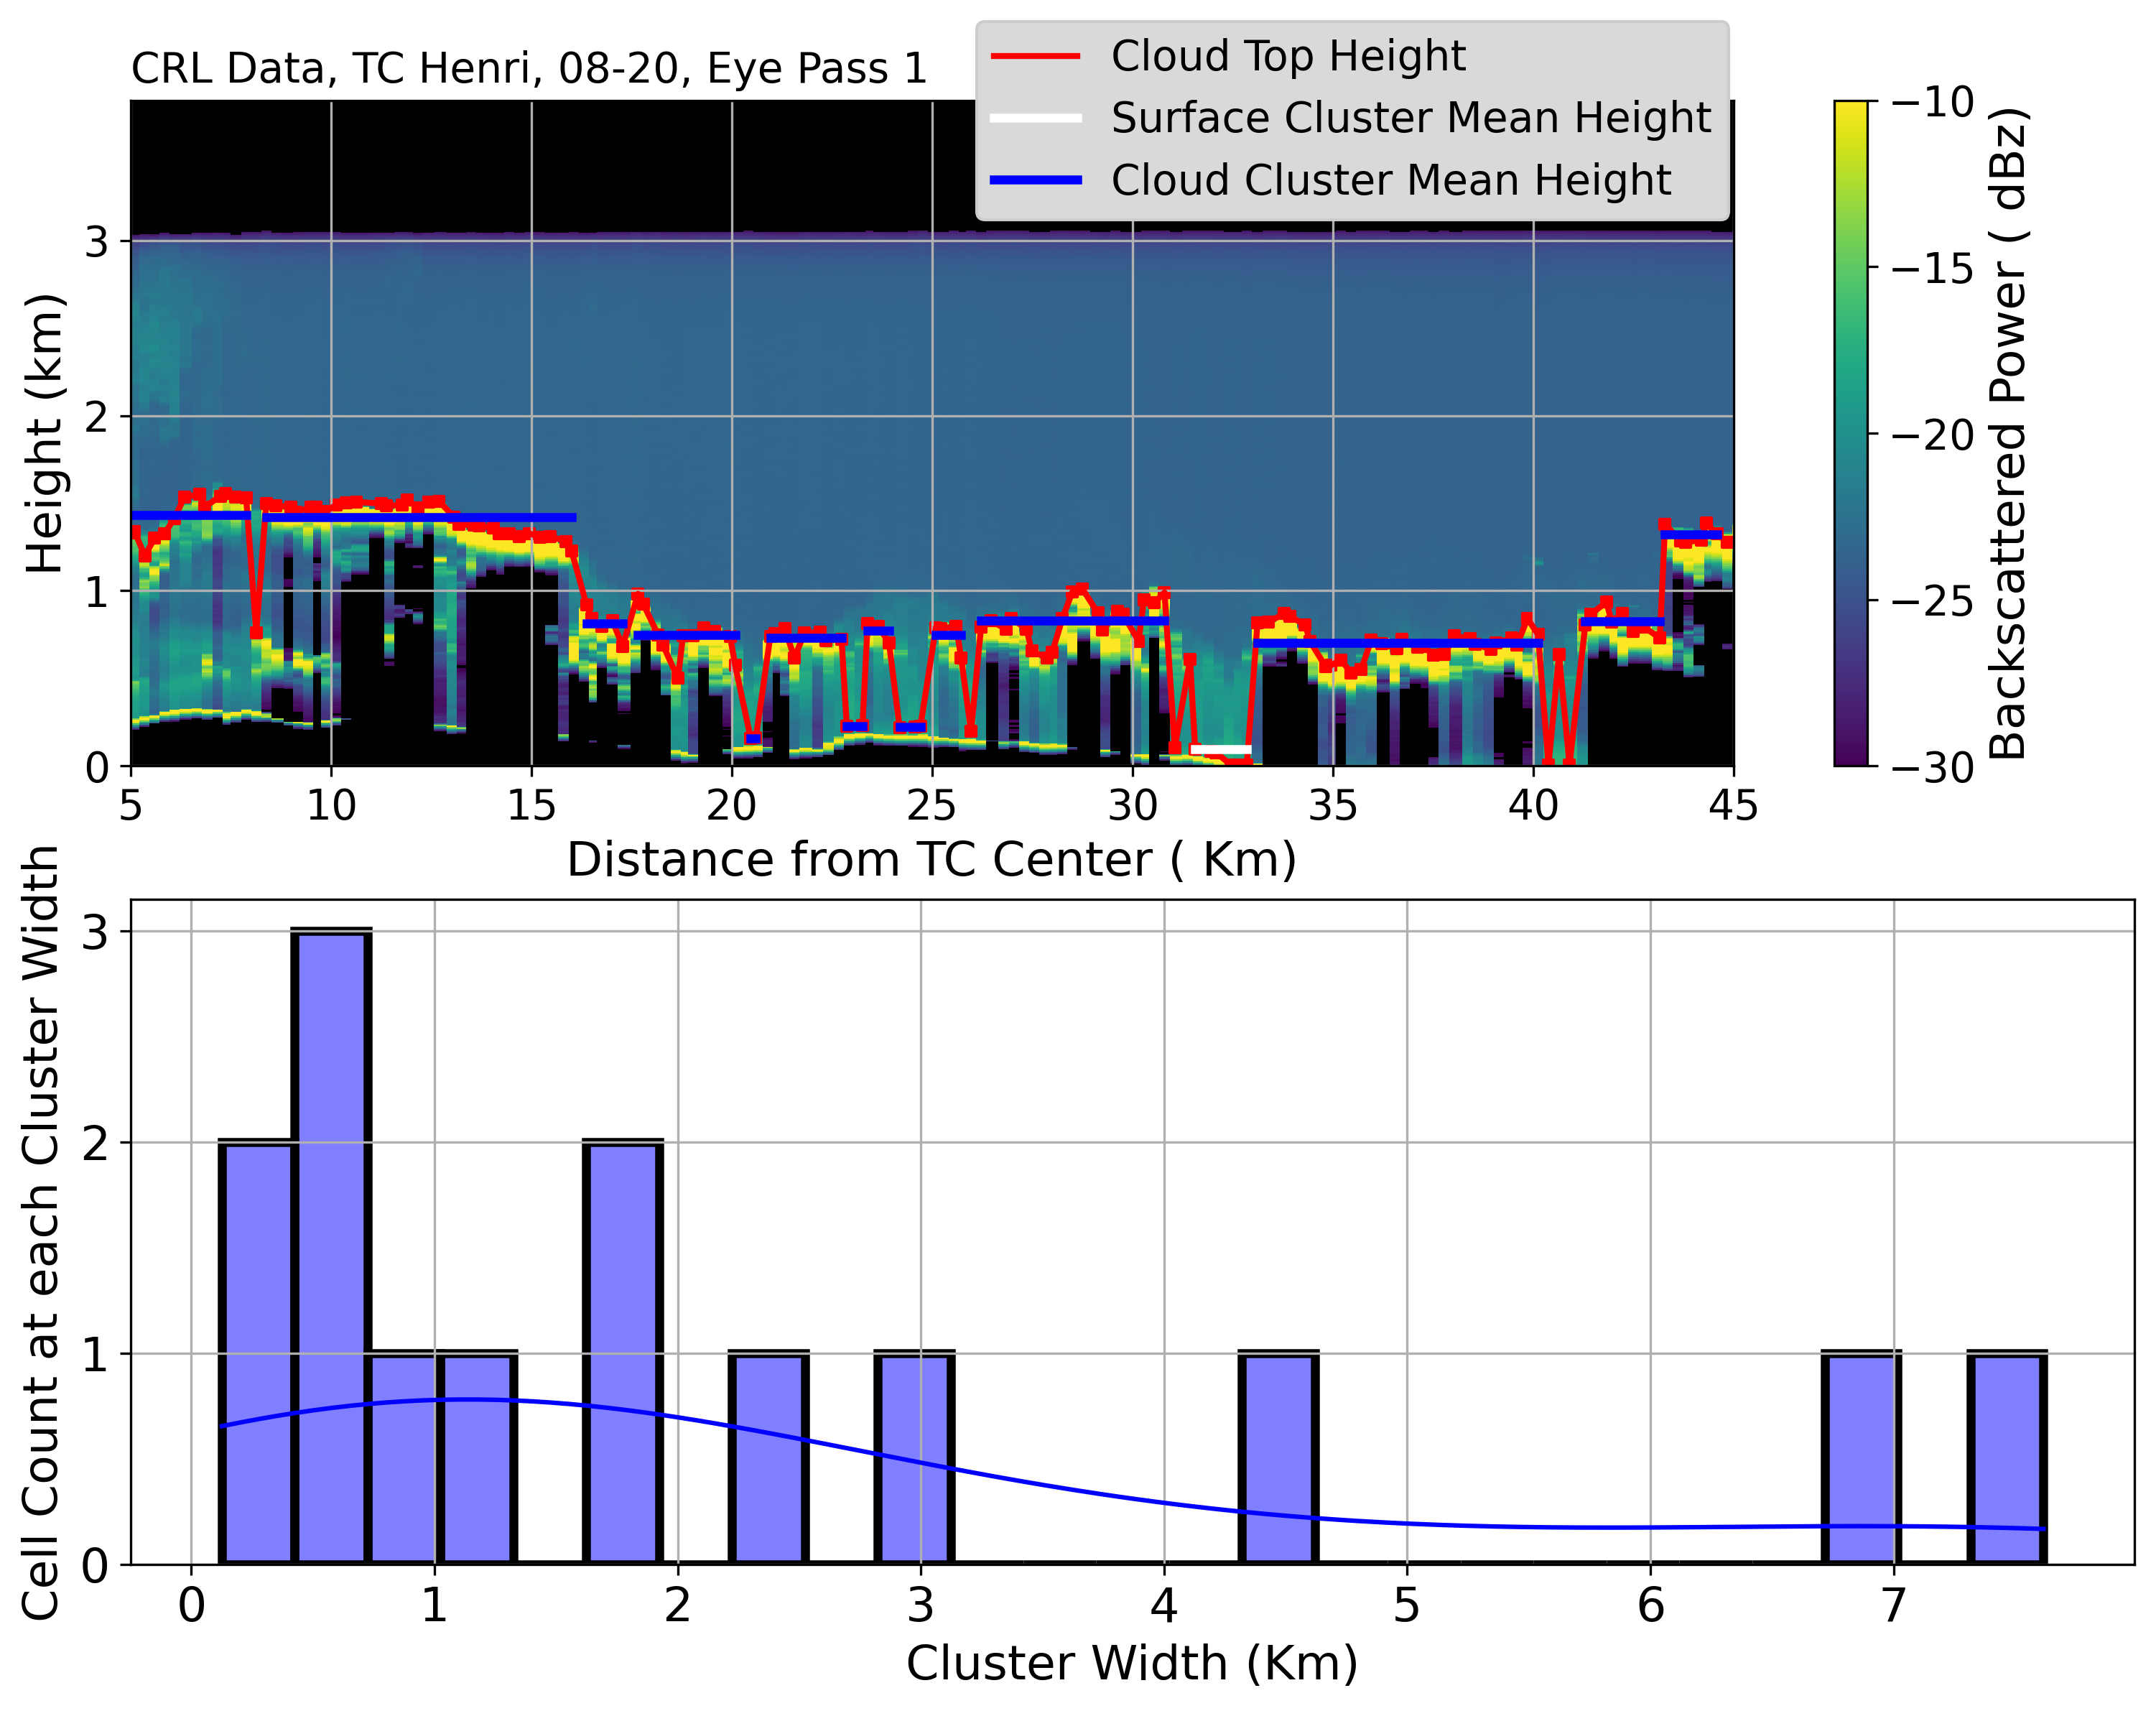 CRL Data, TC Henri, 08-20, Eye Pass 1
Cloud Top Height
Surface Cluster Mean Height
Cloud Cluster Mean Height
Height (km)
3
2
1
0
5 10 15 20 25 30 35 40 45
Distance from TC Center ( Km)
−10
−15
−20
−25
−30
Backscattered Power ( dBz)
Cell Count at each Cluster Width
3
2
1
0
0 1 2 3 4 5 6 7
Cluster Width (Km)